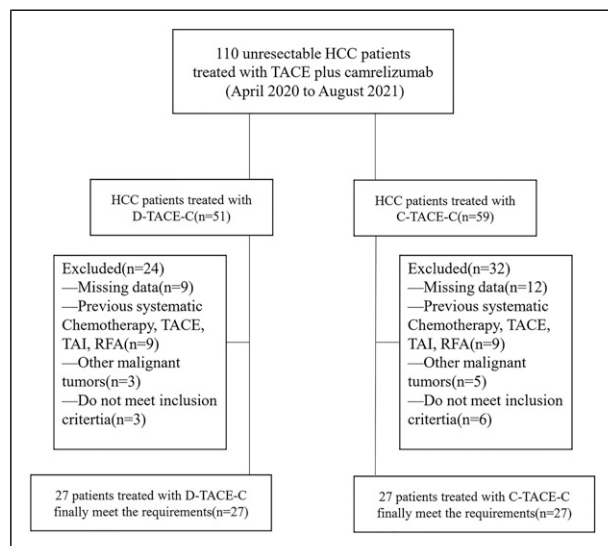 110 unresectable HCC patients
treated with TACE plus camrelizumab
(April 2020 to August 2021)
HCC patients treated with
D-TACE-C(n=51)
HCC patients treated with
C-TACE-C(n=59)
Excluded(n=24)
—Missing data(n=9)
—Previous systematic
Chemotherapy, TACE,
TAI, RFA(n=9)
—Other malignant
tumors(n=3)
—Do not meet inclusion
critertia(n=3)
Excluded(n=32)
—Missing data(n=12)
—Previous systematic
Chemotherapy, TACE,
TAI, RFA(n=9)
—Other malignant
tumors(n=5)
—Do not meet inclusion
critertia(n=6)
27 patients treated with D-TACE-C
finally meet the requirements(n=27)
27 patients treated with C-TACE-C
finally meet the requirements(n=27)